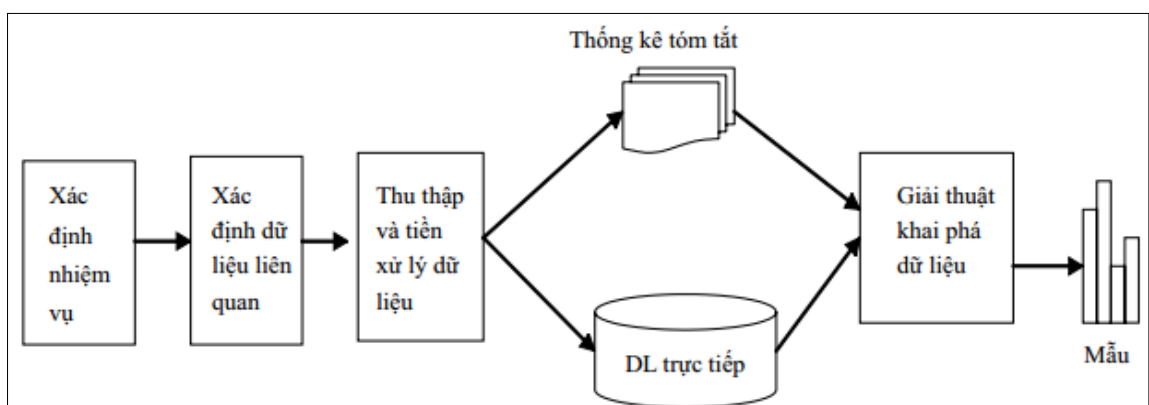 Thống kê tóm tắt
Xác
định
nhiệm
vụ
Xác
định dữ
liệu liên
quan
Thu thập
và tiền
xử lý dữ
liệu
DL trực tiếp
Giải thuật
khai phá
dữ liệu
Mẫu